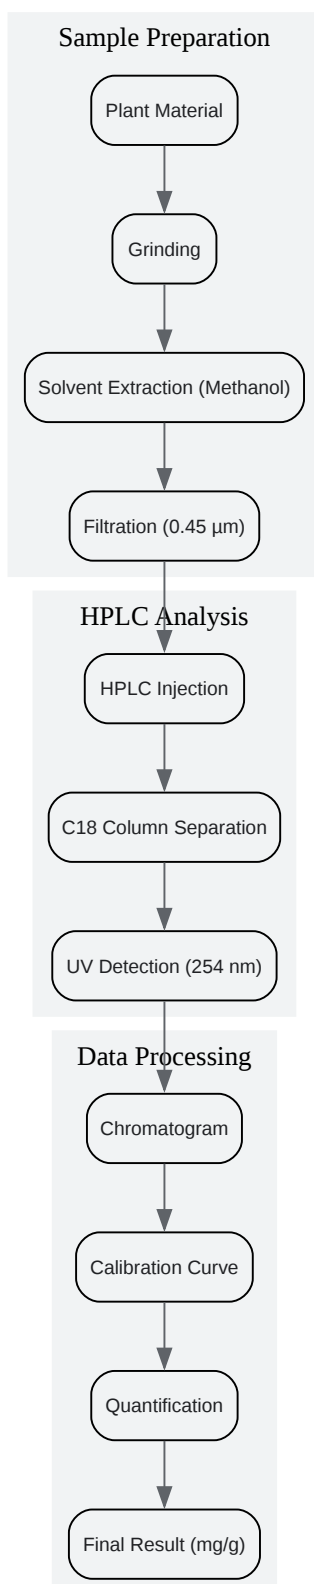 Sample Preparation
Plant Material
Grinding
Solvent Extraction (Methanol)
Filtration (0.45 µm)
HPLC Analysis
HPLC Injection
C18 Column Separation
UV Detection (254 nm)
Data Processing
Chromatogram
Calibration Curve
Quantification
Final Result (mg/g)